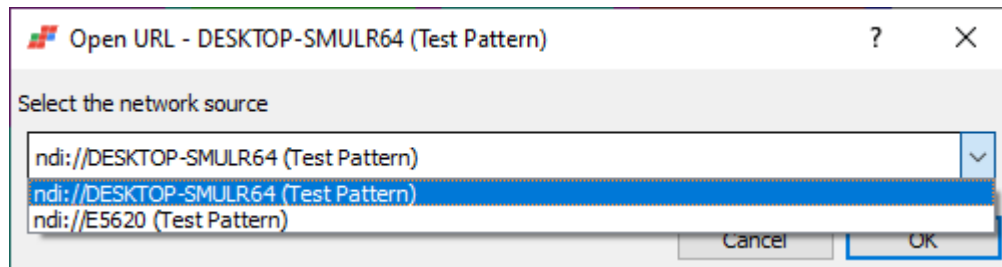 Open URL - DESKTOP-SMULR64 (Test Pattern) ?
Select the network source
ndi://DESKTOP-SMULR64 (Test Pattern)
ndi://DESKTOP-SMULR64 (Test Pattern)
ndi://E5620 (Test Pattern)
Cancel OK